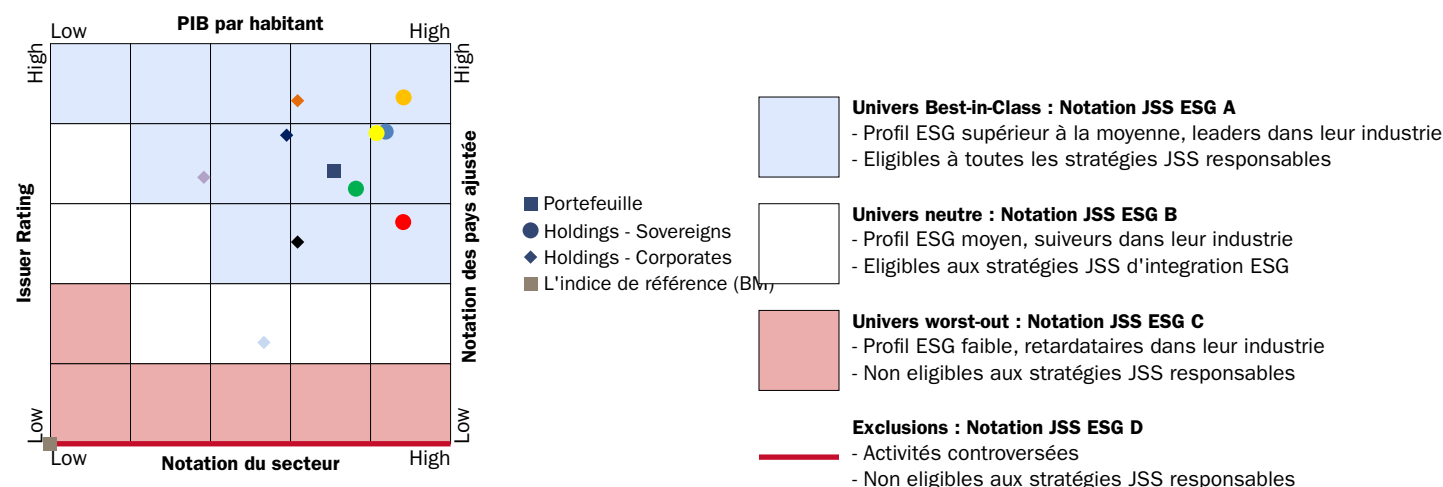 PIB par habitant
Low
High
High
High
Issuer Rating
Notation des pays ajustée
Low
Low
Low
High
Notation du secteur
Portefeuille
Holdings - Sovereigns
Holdings - Corporates
L'indice de référence (BM)
Univers Best-in-Class : Notation JSS ESG A
- Profil ESG supérieur à la moyenne, leaders dans leur industrie
- Eligibles à toutes les stratégies JSS responsables
Univers neutre : Notation JSS ESG B
- Profil ESG moyen, suiveurs dans leur industrie
- Eligibles aux stratégies JSS d'integration ESG
Univers worst-out : Notation JSS ESG C
- Profil ESG faible, retardataires dans leur industrie
- Non eligibles aux stratégies JSS responsables
Exclusions : Notation JSS ESG D
- Activités controversées
- Non eligibles aux stratégies JSS responsables